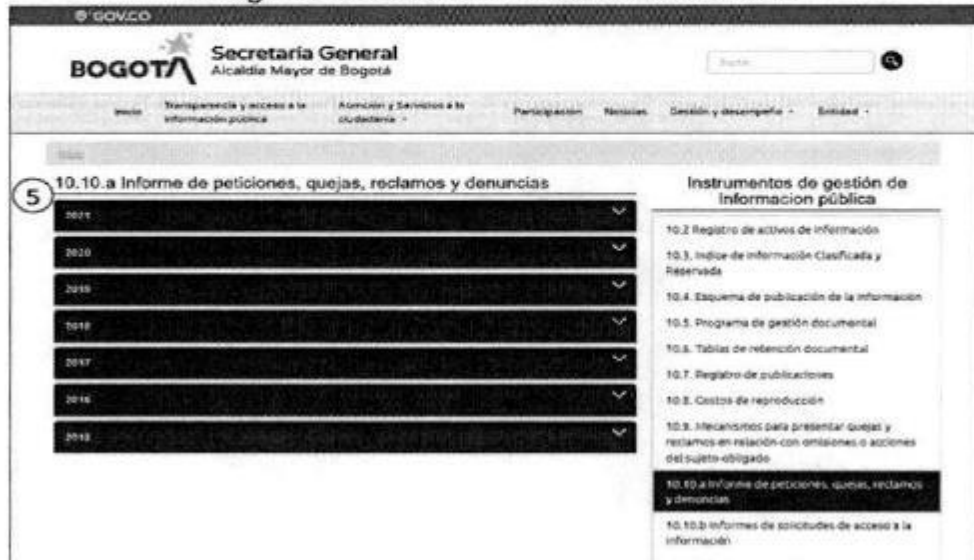 GOV.CO
BOGOTÁ
Secretaría General
Alcaldía Mayor de Bogotá
Buscar
Inicio
Transparencia y acceso a la
información pública
Atención y Servicios a la
ciudadanía
Participación
Noticias
Gestión y desempeño
Entidad
Inicio
5
10.10.a Informe de peticiones, quejas, reclamos y denuncias
2021
2020
2019
2018
2017
2016
Instrumentos de gestión de
Informacion pública
10.2 Registro de activos de información
10.3. Indice de información Clasificada y
Reservada
10.4. Esquema de publicación de la información
10.5. Programa de gestión documental
10.6. Tablas de retención documental
10.7. Registro de publicaciones
10.8. Costos de reproducción
10.9. Mecanismos para presentar quejas y
reclamos en relación con omisiones o acciones
del sujeto obligado
10.10.a Informe de peticiones, quejas, reclamos
y denuncias
10.10.b Informes de solicitudes de acceso a la
información